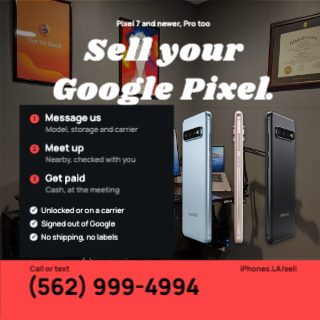 Pixel 7 and newer, Pro too
Sell your
Google Pixel.
1 Message us
Model, storage and carrier
2 Meet up
Nearby, checked with you
3 Get paid
Cash, at the meeting
Unlocked or on a carrier
Signed out of Google
No shipping, no labels
Call or text
iPhones.LA/sell
(562) 999-4994